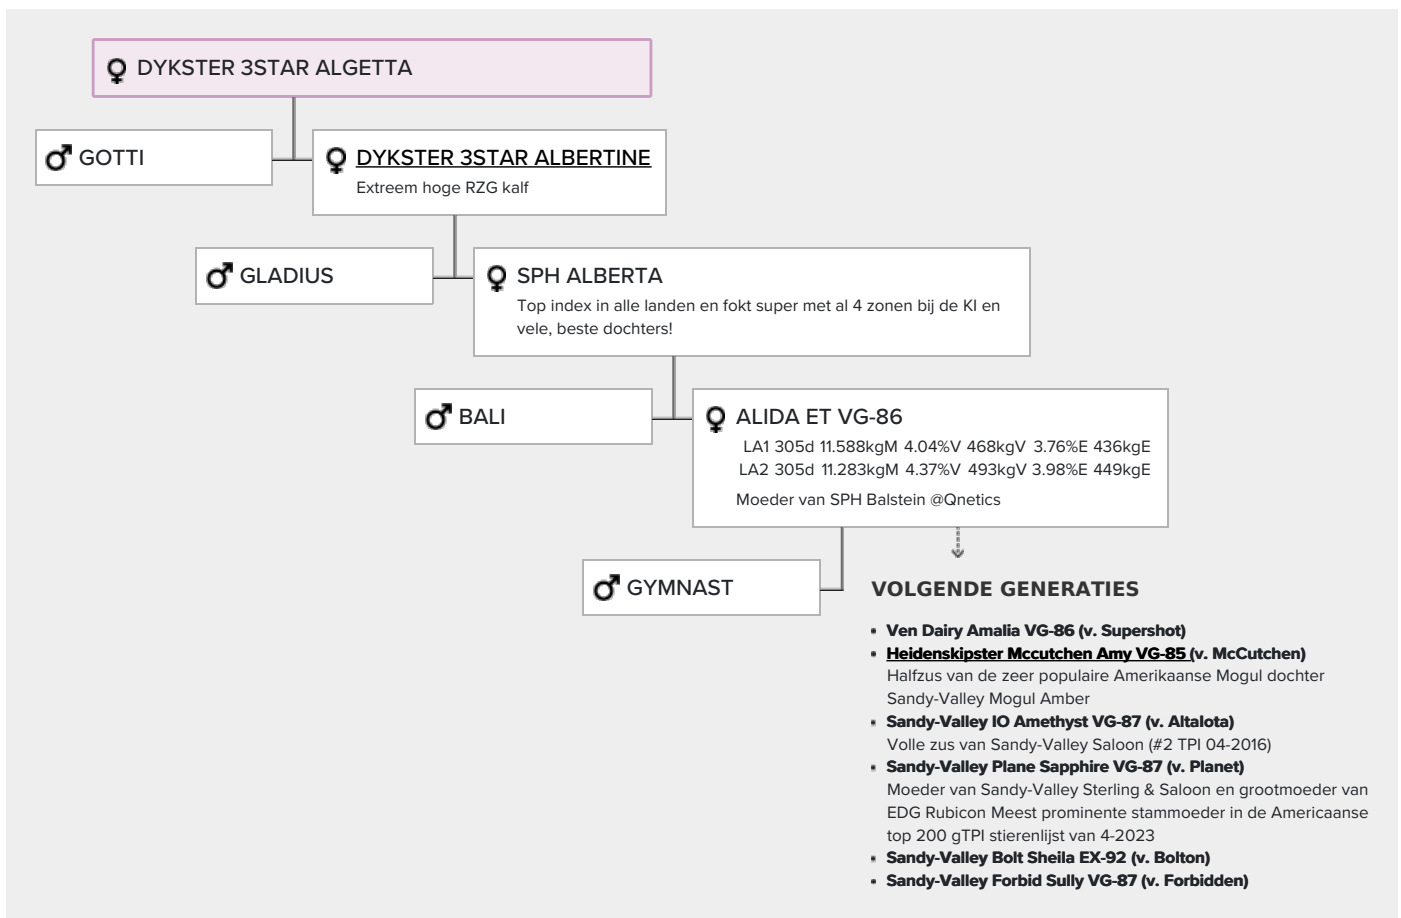 DYKSTER 3STAR ALGETTA
GOTTI
DYKSTER 3STAR ALBERTINE
Extreem hoge RZG kalf
GLADIUS
SPH ALBERTA
Top index in alle landen en fokt super met al 4 zonen bij de KI en
vele, beste dochters!
BALI
ALIDA ET VG-86
LA1 305d 11.588kgM 4.04%V 468kgV 3.76%E 436kgE
LA2 305d 11.283kgM 4.37%V 493kgV 3.98%E 449kgE
Moeder van SPH Balstein @Qnetics
GYMNAST
VOLGENDE GENERATIES
Ven Dairy Amalia VG-86 (v. Supershot)
Heidenskipster Mccutchen Amy VG-85 (v. McCutchen)
Halfzus van de zeer populaire Amerikaanse Mogul dochter
Sandy-Valley Mogul Amber
Sandy-Valley IO Amethyst VG-87 (v. Altalota)
Volle zus van Sandy-Valley Saloon (#2 TPI 04-2016)
Sandy-Valley Plane Sapphire VG-87 (v. Planet)
Moeder van Sandy-Valley Sterling & Saloon en grootmoeder van
EDG Rubicon Meest prominente stammoeder in de Americaanse
top 200 gTPI stierenlijst van 4-2023
Sandy-Valley Bolt Sheila EX-92 (v. Bolton)
Sandy-Valley Forbid Sully VG-87 (v. Forbidden)